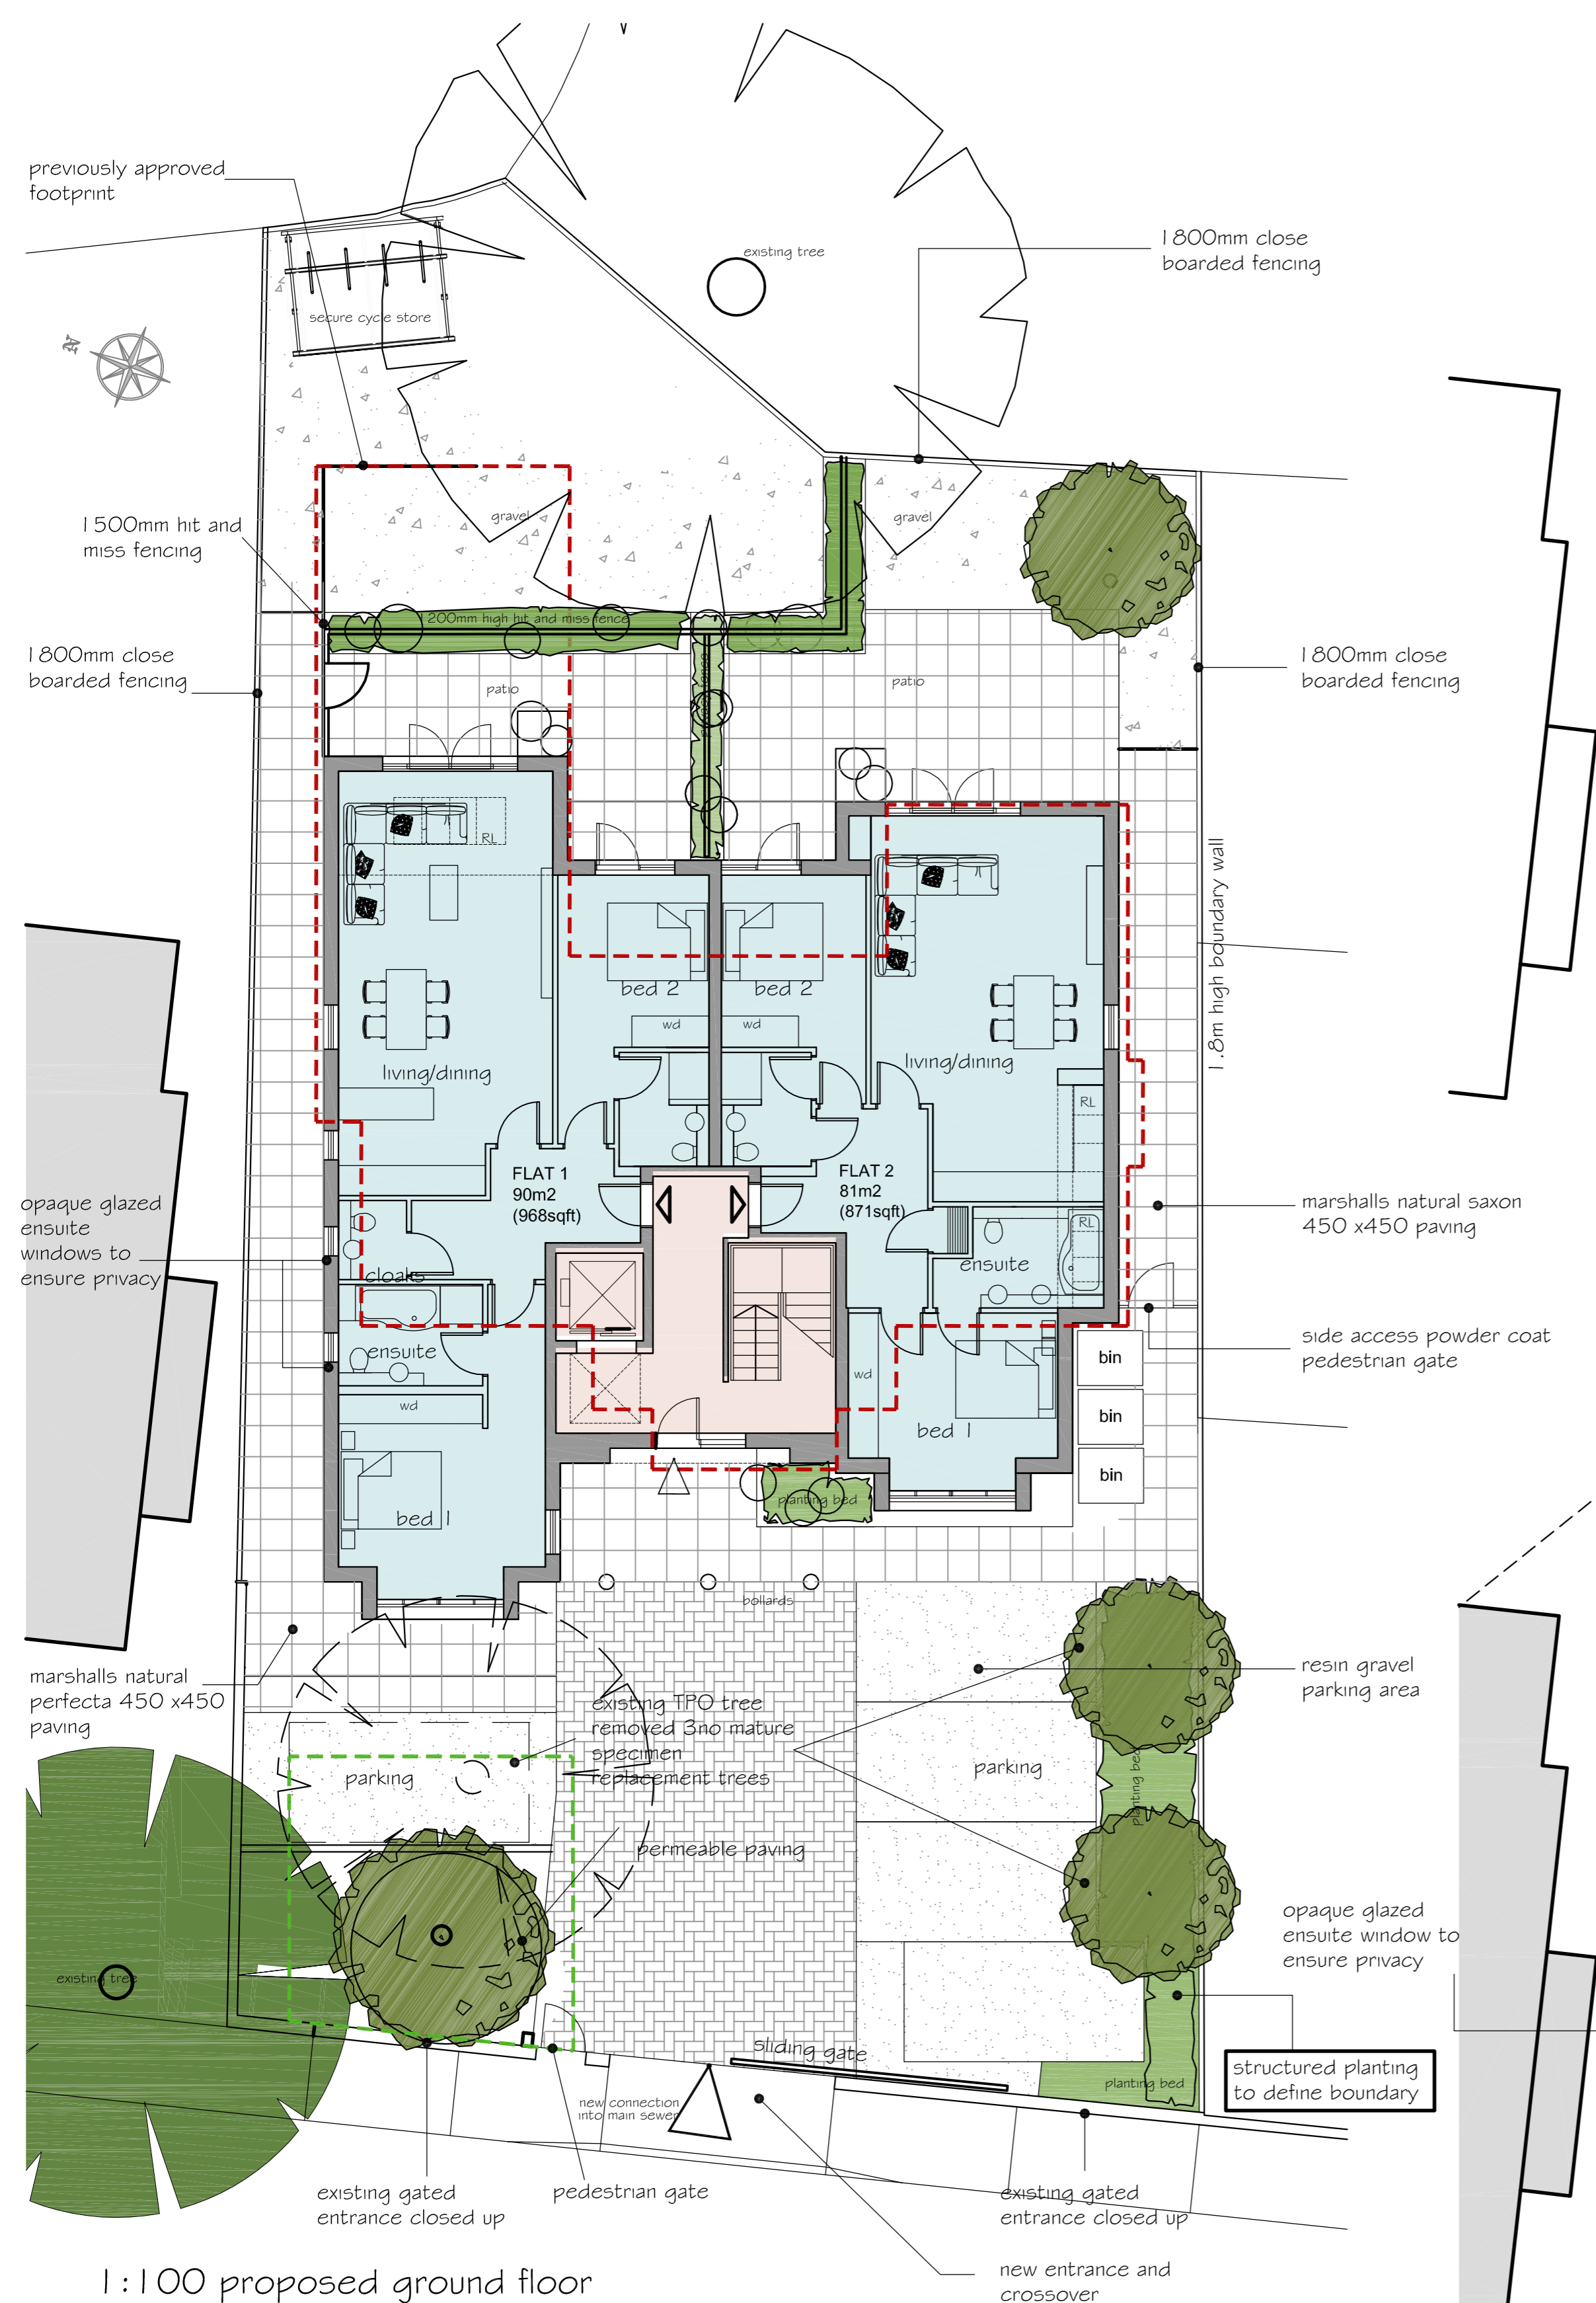 previously approved
footprint
existing tree
1800mm close
boarded fencing
secure cycle store
N
1500mm hit and
miss fencing
gravel
gravel
1200mm high hit and miss fence
1800mm close
boarded fencing
patio
patio
1800mm close
boarded fencing
RL
1.8m high boundary wall
bed 2
bed 2
wd
wd
living/dining
living/dining
RL
FLAT 1
90m2
(968sqft)
FLAT 2
81m2
(871sqft)
opaque glazed
ensuite
windows to
ensure privacy
marshalls natural saxon
450 x450 paving
RL
cloaks
ensuite
side access powder coat
pedestrian gate
ensuite
bin
wd
wd
bin
bed 1
bin
planting bed
bed 1
bollards
marshalls natural
perfecta 450 x450
paving
resin gravel
parking area
existing TPO tree
removed 3no mature
specimen
replacement trees
parking
parking
planting bed
permeable paving
opaque glazed
ensuite window to
ensure privacy
existing tree
sliding gate
structured planting
to define boundary
planting bed
new connection
into main sewer
existing gated
entrance closed up
pedestrian gate
existing gated
entrance closed up
new entrance and
crossover
1:100 proposed ground floor